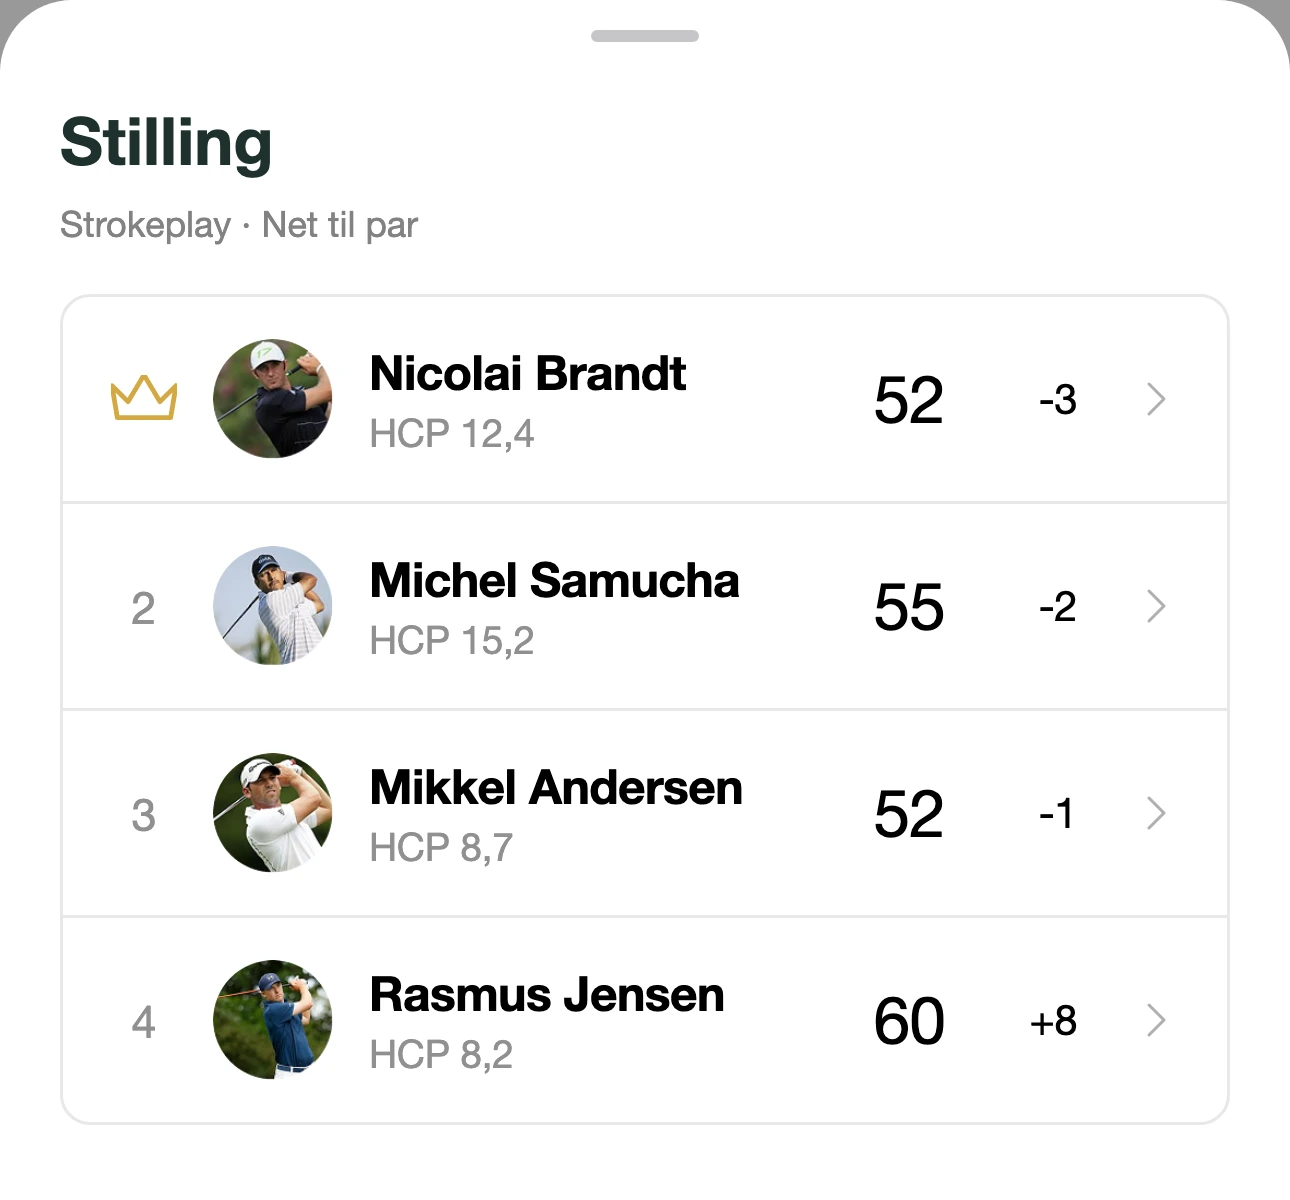 Stilling
Strokeplay · Net til par
Nicolai Brandt
HCP 12,4
52
-3
2
Michel Samucha
HCP 15,2
55
-2
3
Mikkel Andersen
HCP 8,7
52
-1
4
Rasmus Jensen
HCP 8,2
60
+8